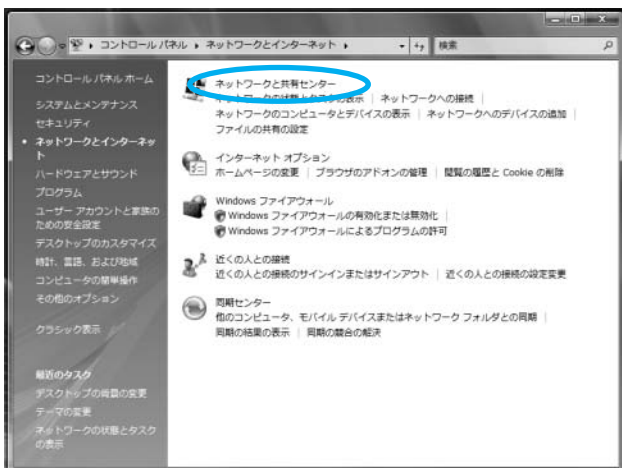 コントロール パネル ▸ ネットワークとインターネット ▸
検索
コントロール パネル ホーム
システムとメンテナンス
セキュリティ
• ネットワークとインターネッ
ト
ハードウェアとサウンド
プログラム
ユーザー アカウントと家族の
ための安全設定
デスクトップのカスタマイズ
時計、言語、および地域
コンピュータの簡単操作
その他のオプション
クラシック表示
最近のタスク
デスクトップの背景の変更
テーマの変更
ネットワークの状態とタスク
の表示
ネットワークと共有センター
ネットワークの状態とタスクの表示 | ネットワークへの接続 |
ネットワークのコンピュータとデバイスの表示 | ネットワークへのデバイスの追加 |
ファイルの共有の設定
インターネット オプション
ホームページの変更 | ブラウザのアドオンの管理 | 閲覧の履歴と Cookie の削除
Windows ファイアウォール
Windows ファイアウォールの有効化または無効化 |
Windows ファイアウォールによるプログラムの許可
近くの人との接続
近くの人との接続のサインインまたはサインアウト | 近くの人との接続の設定変更
同期センター
他のコンピュータ、モバイル デバイスまたはネットワーク フォルダとの同期 |
同期の結果の表示 | 同期の競合の解決